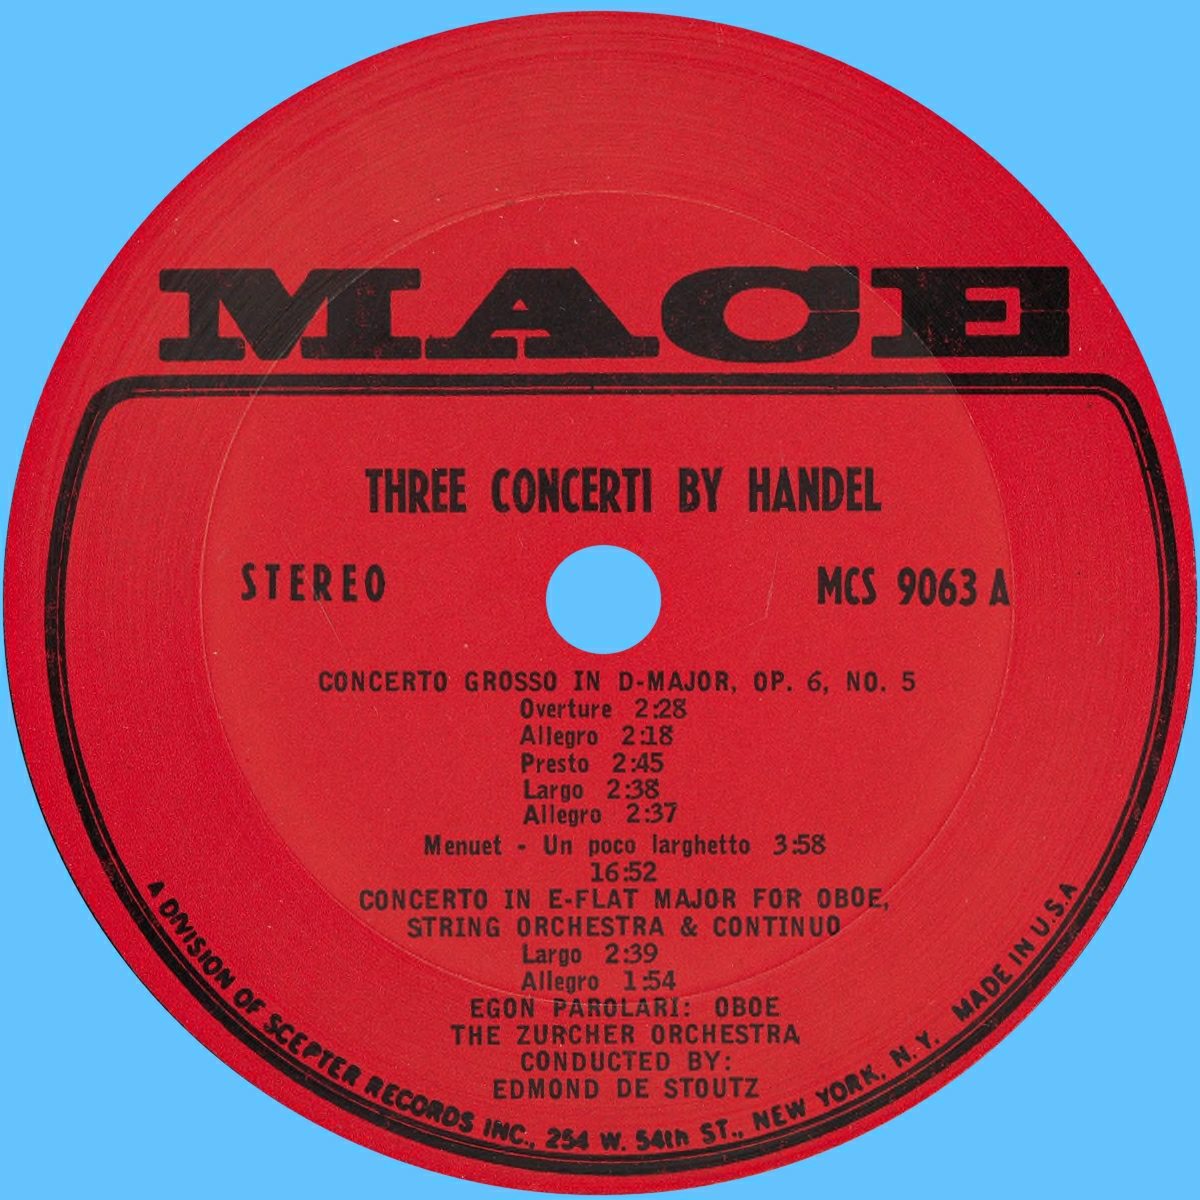 MACE
THREE CONCERTI BY HANDEL
STEREO
MCS 9063 A
CONCERTO GROSSO IN D-MAJOR, OP. 6, NO. 5
Overture 2:28
Allegro 2:18
Presto 2:45
Largo 2:38
Allegro 2:37
Menuet - Un poco larghetto 3:58
16:52
CONCERTO IN E-FLAT MAJOR FOR OBOE,
STRING ORCHESTRA & CONTINUO
Largo 2:39
Allegro 1:54
EGON PAROLARI: OBOE
THE ZURCHER ORCHESTRA
CONDUCTED BY:
EDMOND DE STOUTZ
A DIVISION OF SCEPTER RECORDS INC., 254 W. 54th ST., NEW YORK, N.Y. MADE IN U.S.A